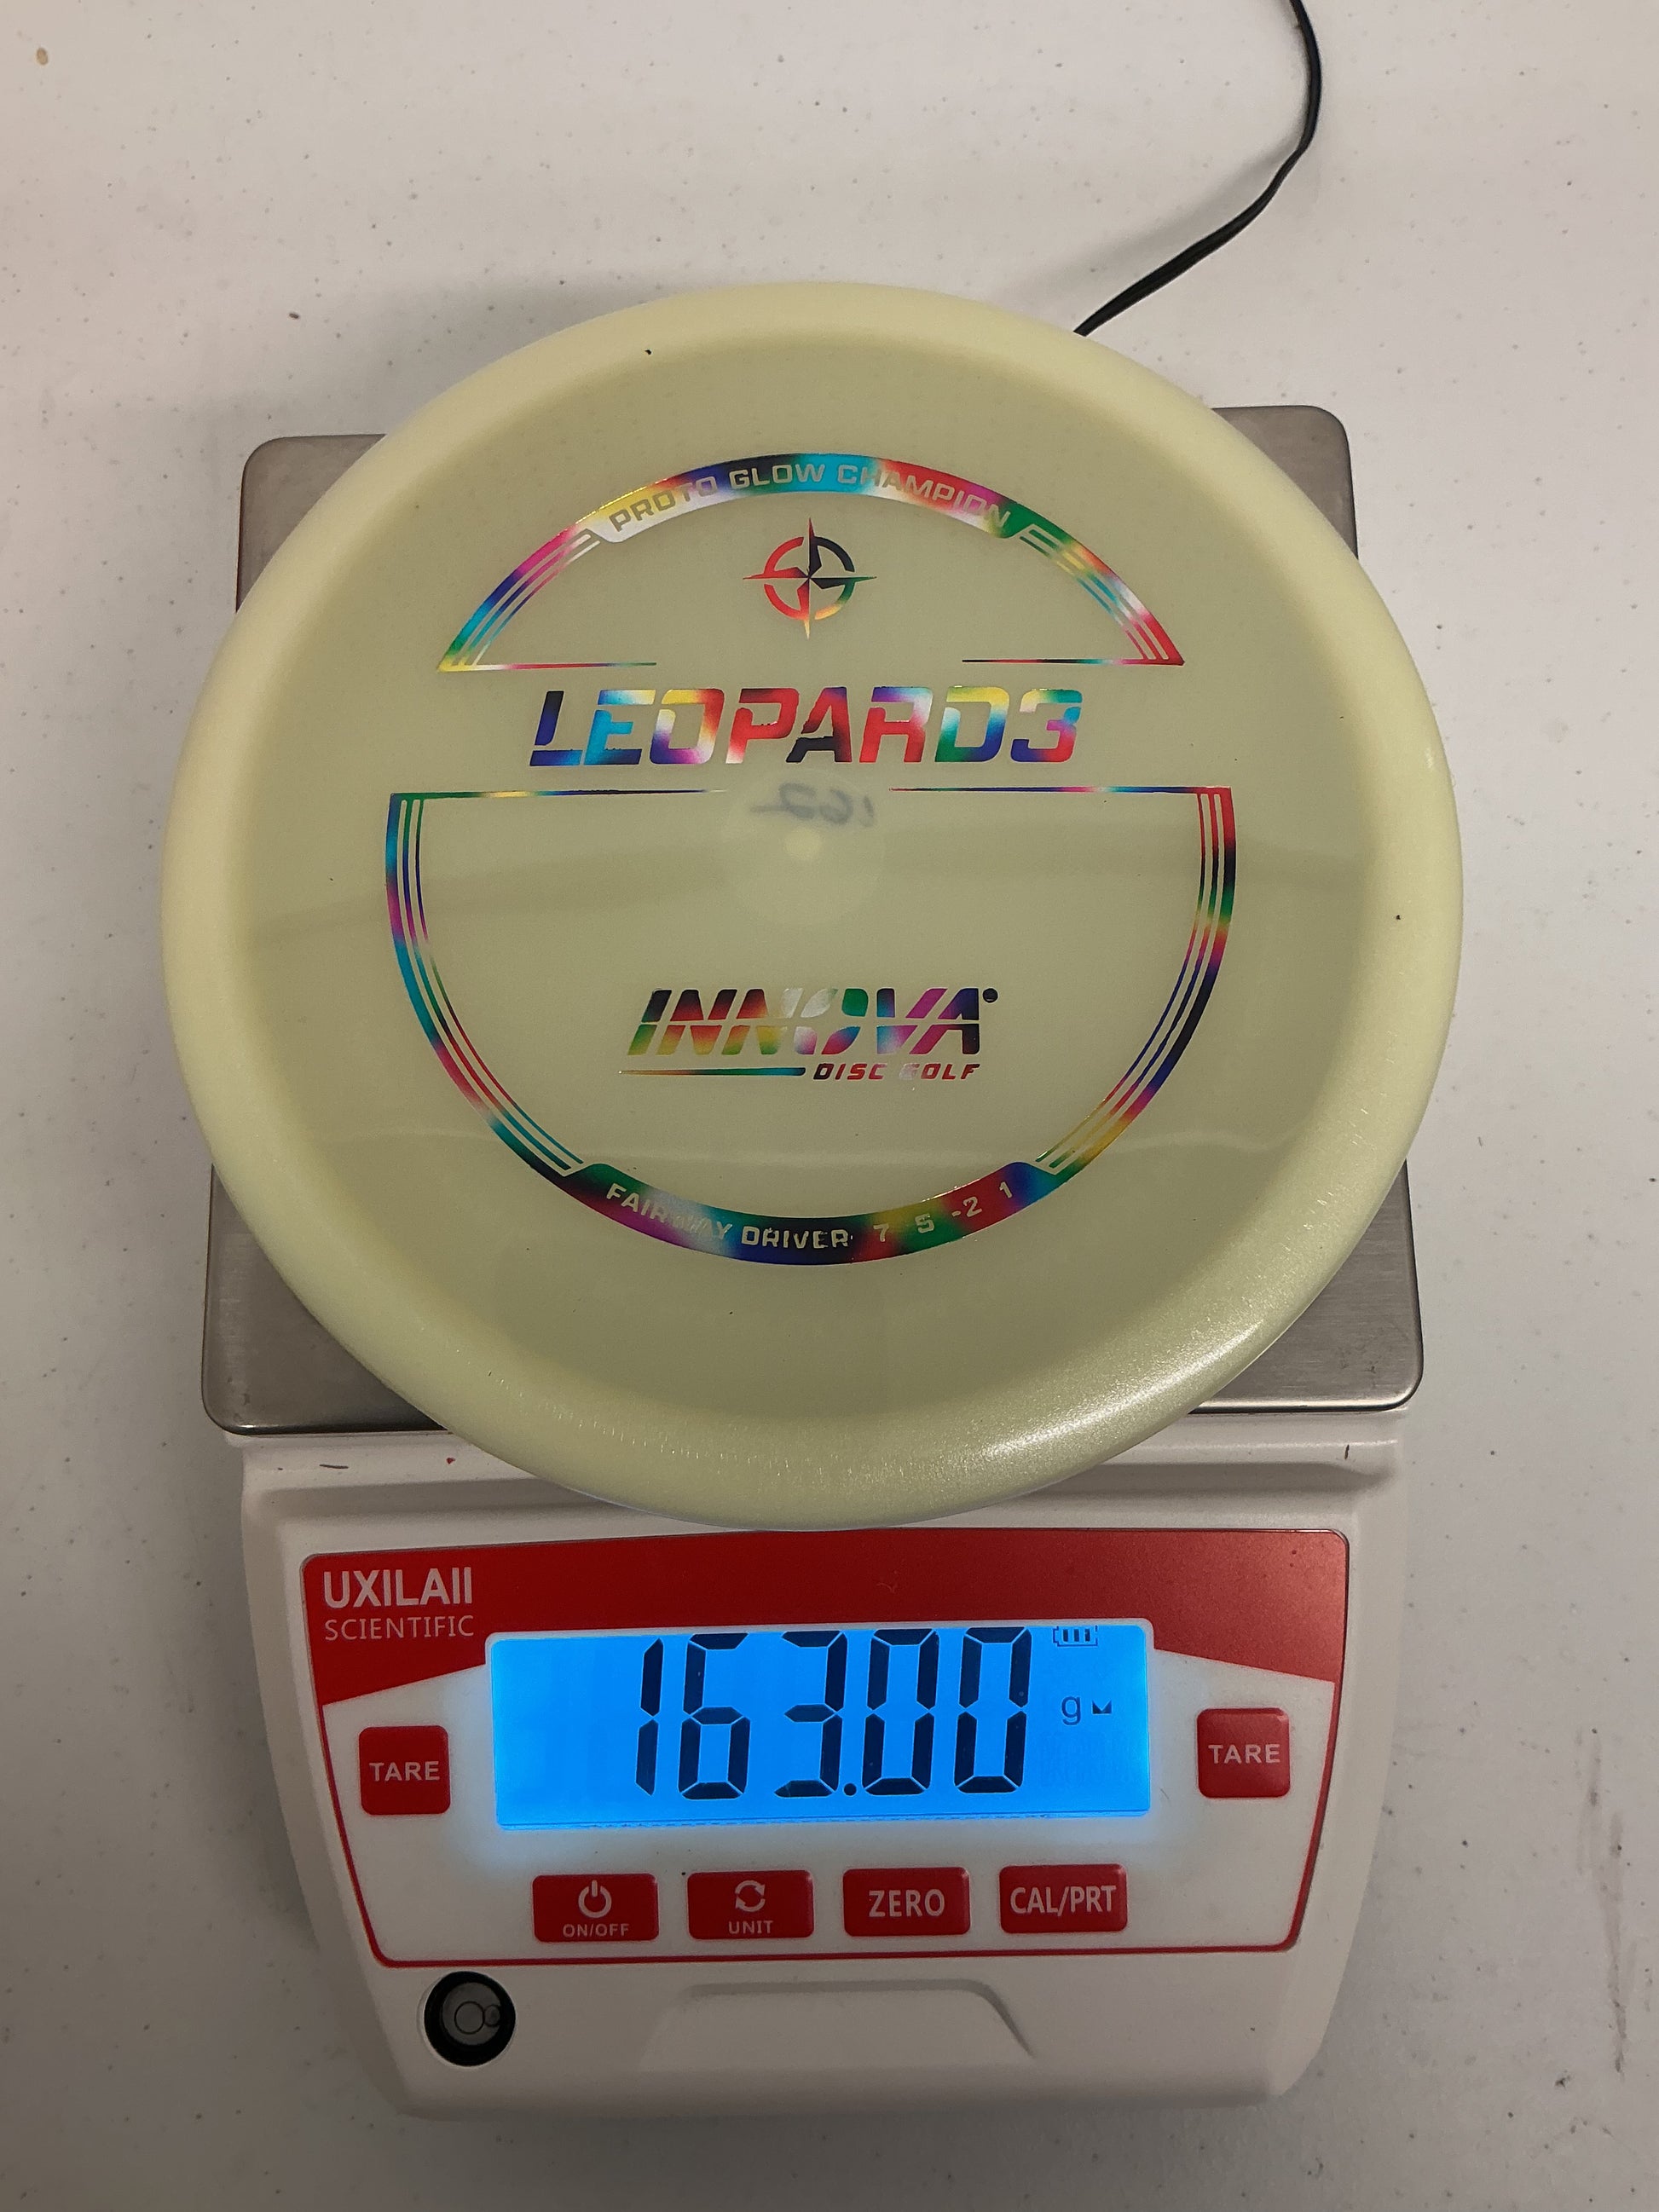 PROTO GLOW CHAMPION
LEOPARD3
162
INNOVA
DISC GOLF
FAIRWAY DRIVER 7 5 -2 1
UXILAII
SCIENTIFIC
163.00 g
TARE
TARE
ON/OFF
UNIT
ZERO
CAL/PRT